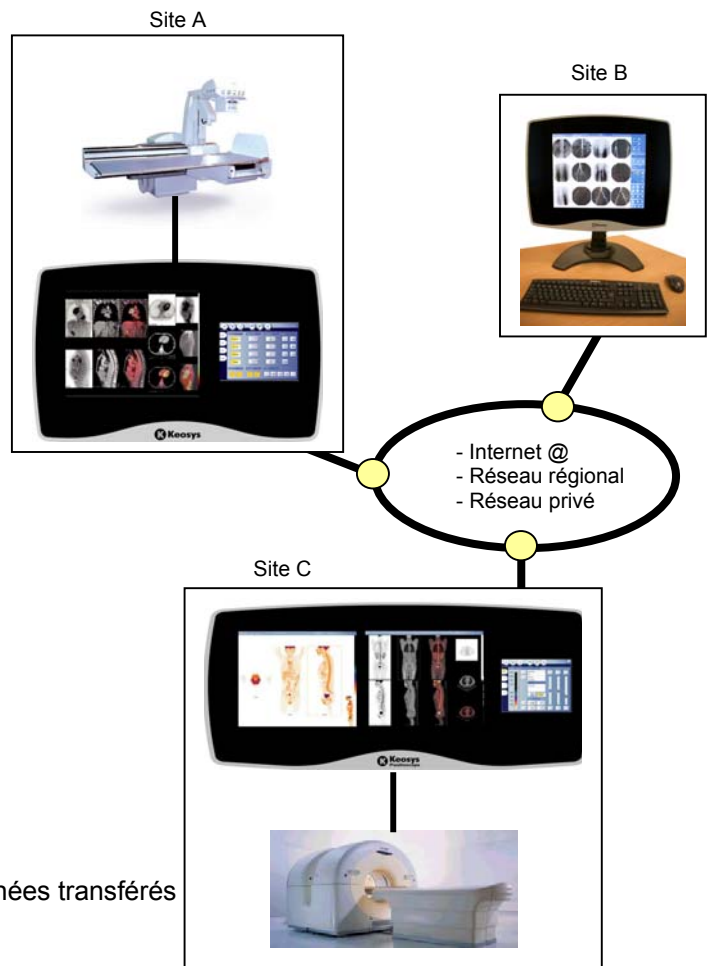 Site A
Site B
Keosys
- Internet @
- Réseau régional
- Réseau privé
Site C
Keosys
nées transférés